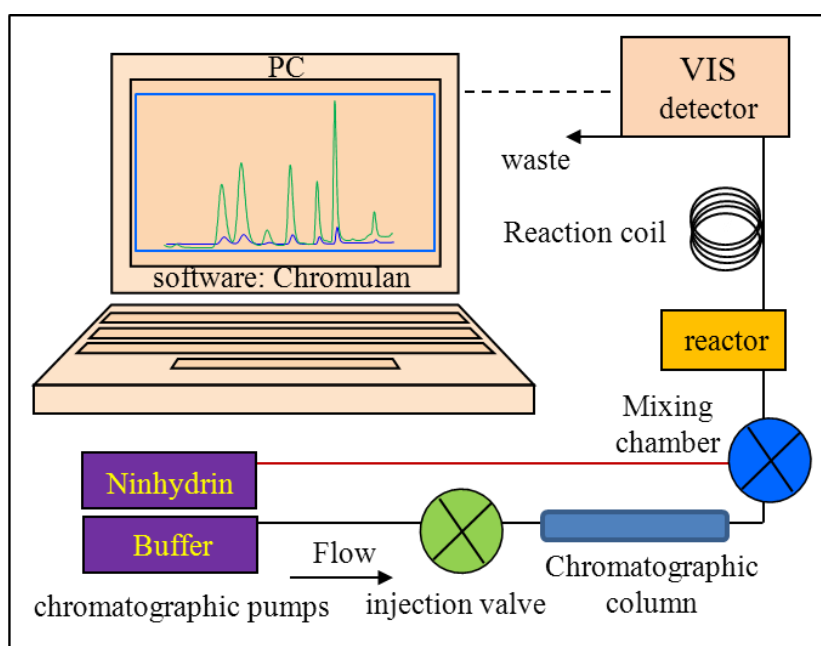 PC
software: Chromulan
VIS
detector
waste
Reaction coil
reactor
Mixing
chamber
Ninhydrin
Buffer
Flow
chromatographic pumps
injection valve
Chromatographic
column